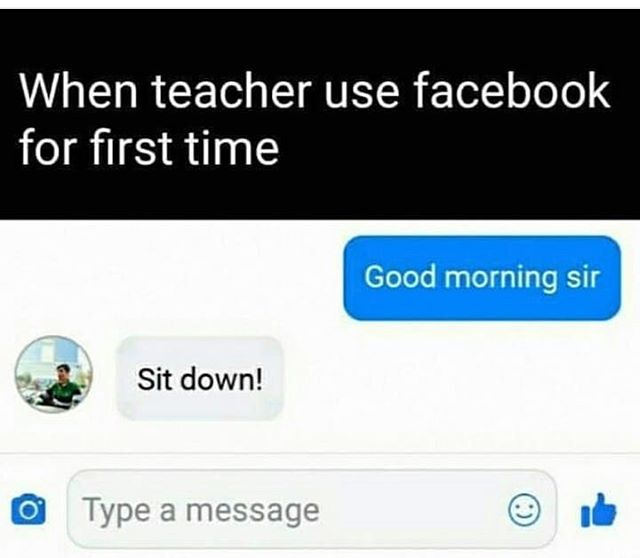 When teacher use facebook
for first time
Good morning sir
Sit down!
Type a message